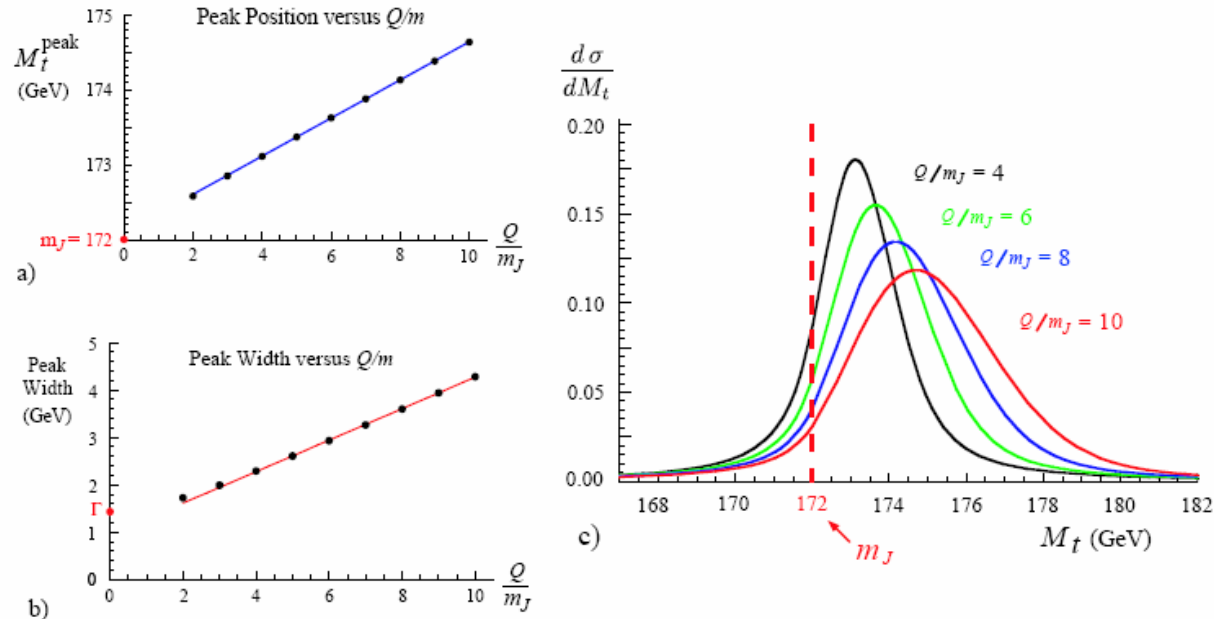 Peak Position versus Q/m
M_t^peak
(GeV)
175
174
173
m_J = 172
0
2
4
6
8
10
Q/m_J
a)
Peak Width versus Q/m
Peak
Width
(GeV)
5
4
3
2
Γ
1
0
0
2
4
6
8
10
Q/m_J
b)
dσ/dM_t
0.20
0.15
0.10
0.05
0.00
Q/m_J = 4
Q/m_J = 6
Q/m_J = 8
Q/m_J = 10
168
170
172
174
176
178
180
182
c)
m_J
M_t (GeV)